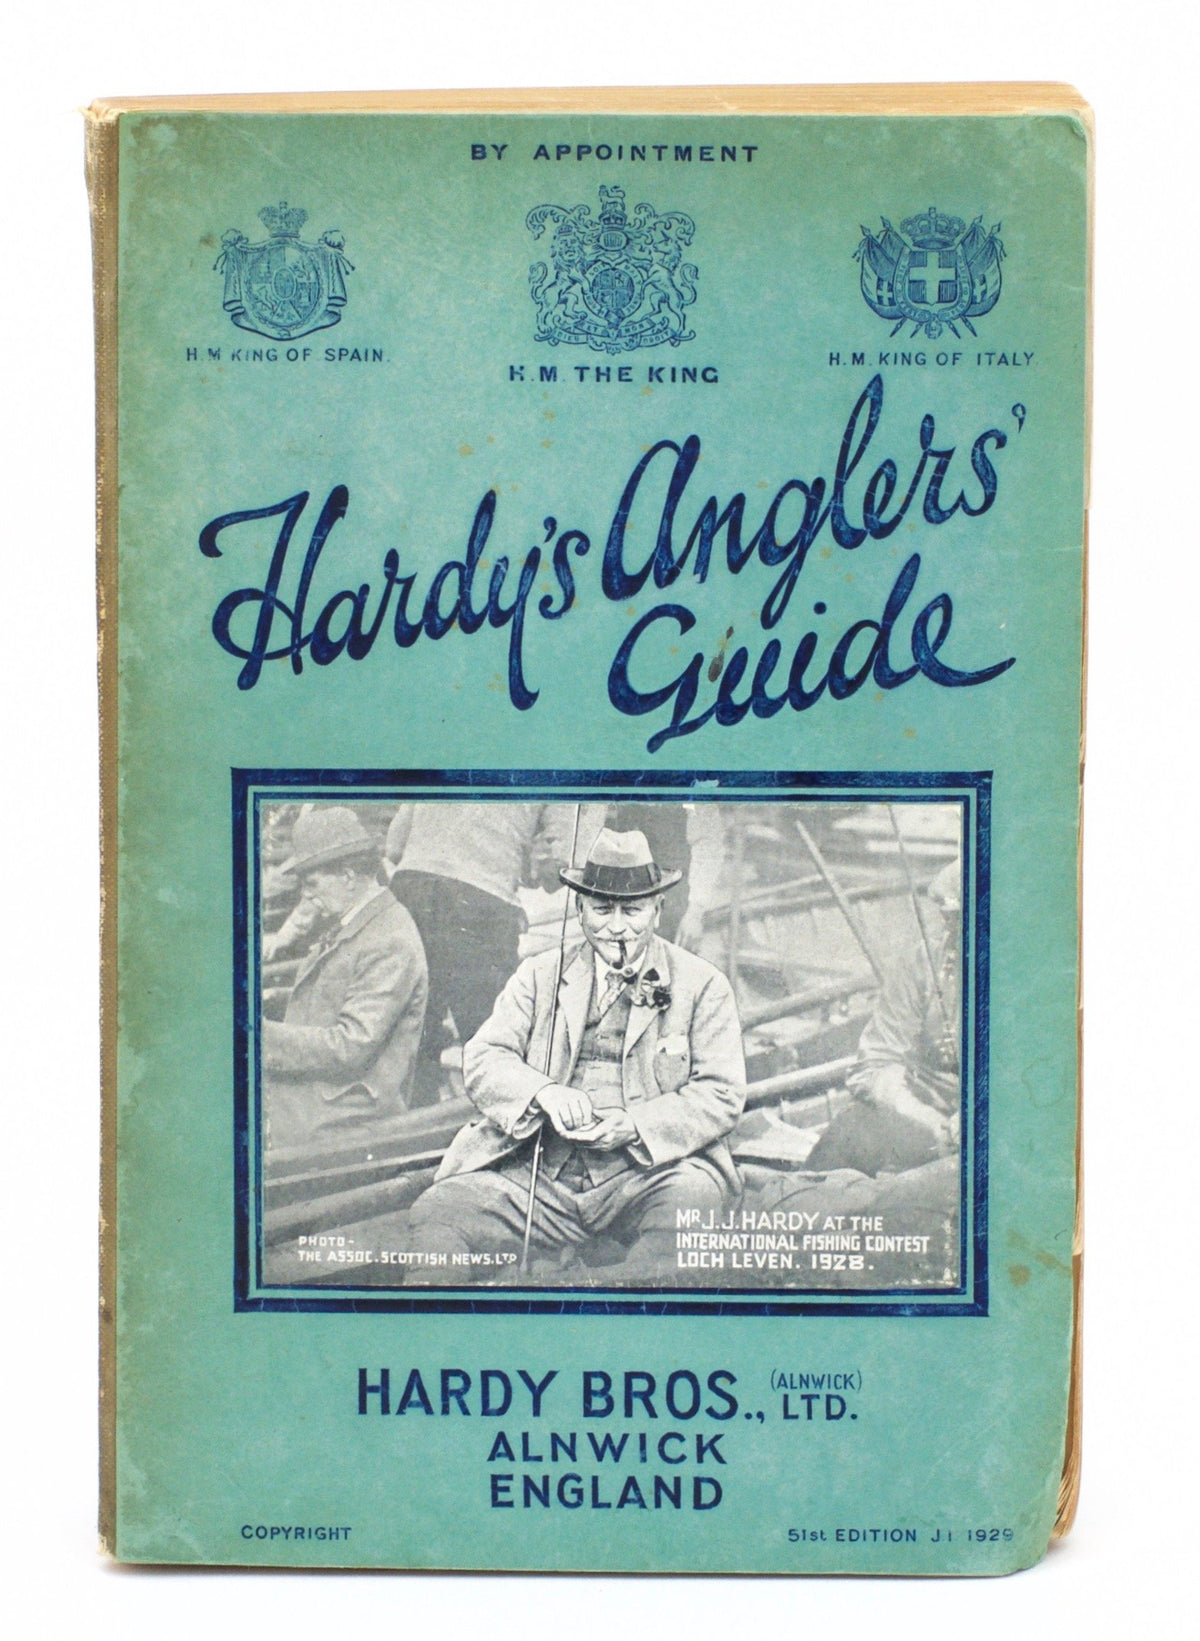 BY APPOINTMENT
H.M KING OF SPAIN.
H.M. THE KING
H.M. KING OF ITALY.
Hardy's Anglers'
Guide
PHOTO-
THE ASSOC. SCOTTISH NEWS. LTD
MR J. J. HARDY AT THE
INTERNATIONAL FISHING CONTEST
LOCH LEVEN. 1928.
HARDY BROS., (ALNWICK) LTD.
ALNWICK
ENGLAND
COPYRIGHT
51st EDITION J.I. 1929